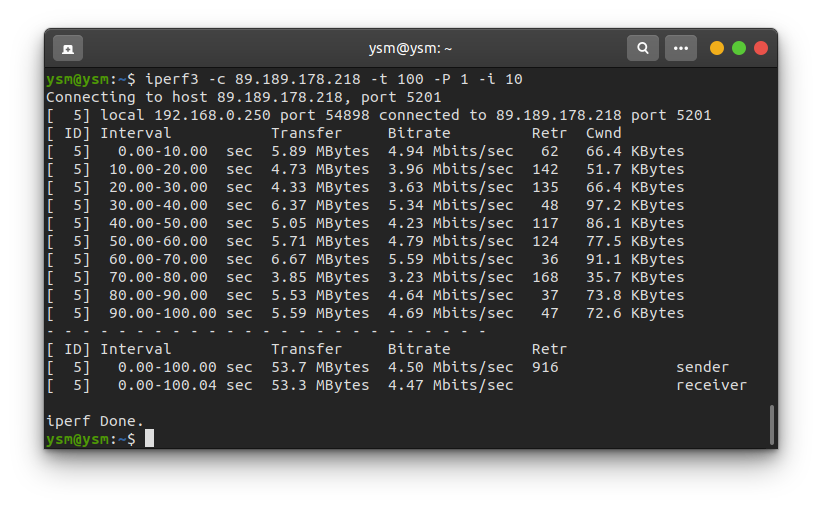 ysm@ysm: ~
ysm@ysm:~$ iperf3 -c 89.189.178.218 -t 100 -P 1 -i 10
Connecting to host 89.189.178.218, port 5201
[  5] local 192.168.0.250 port 54898 connected to 89.189.178.218 port 5201
[ ID] Interval           Transfer     Bitrate         Retr  Cwnd
[  5]   0.00-10.00  sec  5.89 MBytes  4.94 Mbits/sec   62   66.4 KBytes
[  5]  10.00-20.00  sec  4.73 MBytes  3.96 Mbits/sec  142   51.7 KBytes
[  5]  20.00-30.00  sec  4.33 MBytes  3.63 Mbits/sec  135   66.4 KBytes
[  5]  30.00-40.00  sec  6.37 MBytes  5.34 Mbits/sec   48   97.2 KBytes
[  5]  40.00-50.00  sec  5.05 MBytes  4.23 Mbits/sec  117   86.1 KBytes
[  5]  50.00-60.00  sec  5.71 MBytes  4.79 Mbits/sec  124   77.5 KBytes
[  5]  60.00-70.00  sec  6.67 MBytes  5.59 Mbits/sec   36   91.1 KBytes
[  5]  70.00-80.00  sec  3.85 MBytes  3.23 Mbits/sec  168   35.7 KBytes
[  5]  80.00-90.00  sec  5.53 MBytes  4.64 Mbits/sec   37   73.8 KBytes
[  5]  90.00-100.00 sec  5.59 MBytes  4.69 Mbits/sec   47   72.6 KBytes
- - - - - - - - - - - - - - - - - - - - - - - - -
[ ID] Interval           Transfer     Bitrate         Retr
[  5]   0.00-100.00 sec  53.7 MBytes  4.50 Mbits/sec  916             sender
[  5]   0.00-100.04 sec  53.3 MBytes  4.47 Mbits/sec                  receiver
iperf Done.
ysm@ysm:~$